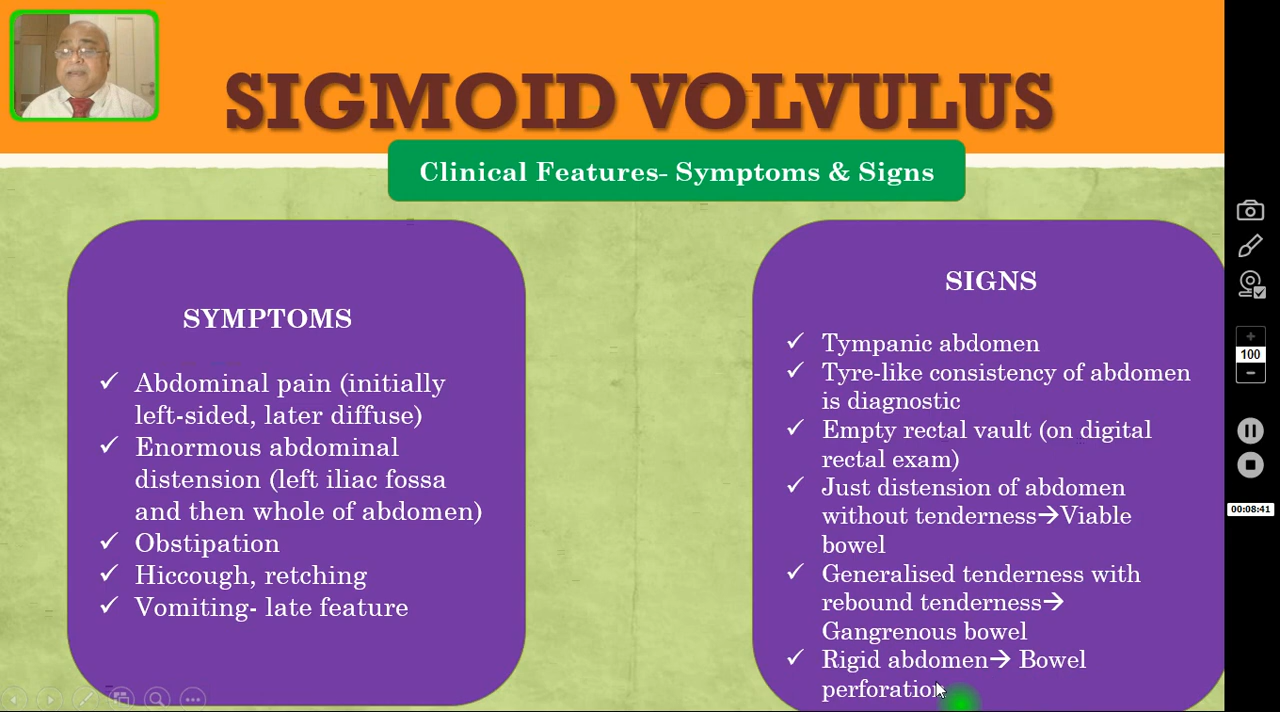 SIGMOID VOLVULUS
Clinical Features- Symptoms & Signs
SYMPTOMS
✓ Abdominal pain (initially
left-sided, later diffuse)
✓ Enormous abdominal
distension (left iliac fossa
and then whole of abdomen)
✓ Obstipation
✓ Hiccough, retching
✓ Vomiting- late feature
SIGNS
✓ Tympanic abdomen
✓ Tyre-like consistency of abdomen
is diagnostic
✓ Empty rectal vault (on digital
rectal exam)
✓ Just distension of abdomen
without tenderness→Viable
bowel
✓ Generalised tenderness with
rebound tenderness→
Gangrenous bowel
✓ Rigid abdomen→ Bowel
perforation
100
00:08:41